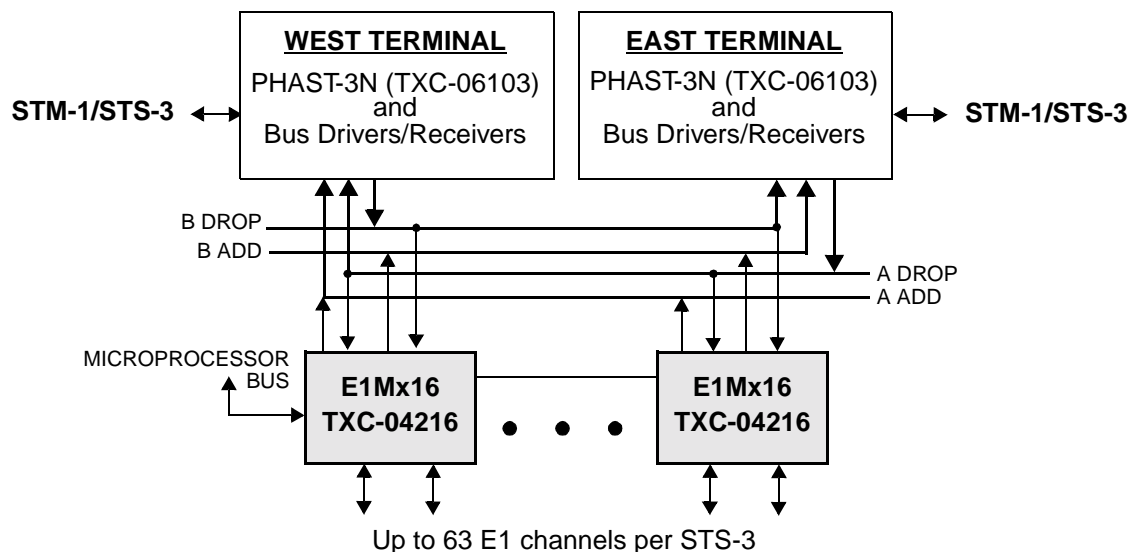 WEST TERMINAL
PHAST-3N (TXC-06103)
and
Bus Drivers/Receivers
EAST TERMINAL
PHAST-3N (TXC-06103)
and
Bus Drivers/Receivers
STM-1/STS-3
STM-1/STS-3
B DROP
B ADD
A DROP
A ADD
MICROPROCESSOR
BUS
E1Mx16
TXC-04216
E1Mx16
TXC-04216
Up to 63 E1 channels per STS-3